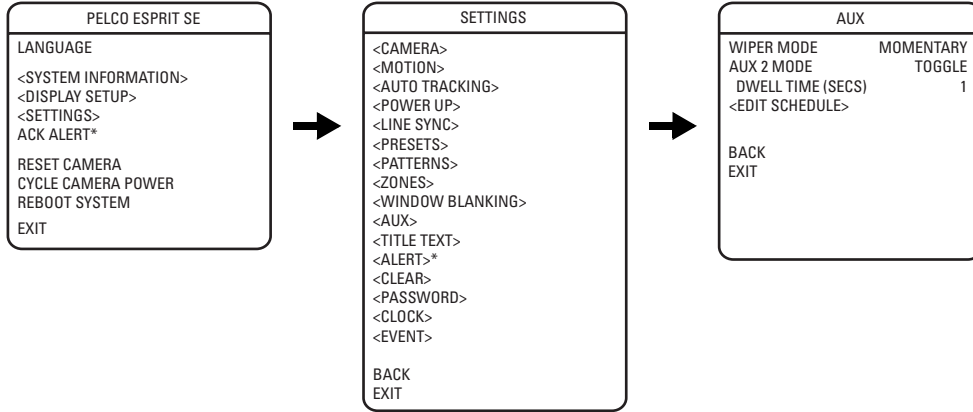 PELCO ESPRIT SE
LANGUAGE
<SYSTEM INFORMATION>
<DISPLAY SETUP>
<SETTINGS>
ACK ALERT*
RESET CAMERA
CYCLE CAMERA POWER
REBOOT SYSTEM
EXIT
SETTINGS
<CAMERA>
<MOTION>
<AUTO TRACKING>
<POWER UP>
<LINE SYNC>
<PRESETS>
<PATTERNS>
<ZONES>
<WINDOW BLANKING>
<AUX>
<TITLE TEXT>
<ALERT>*
<CLEAR>
<PASSWORD>
<CLOCK>
<EVENT>
BACK
EXIT
AUX
WIPER MODE MOMENTARY
AUX 2 MODE TOGGLE
DWELL TIME (SECS) 1
<EDIT SCHEDULE>
BACK
EXIT